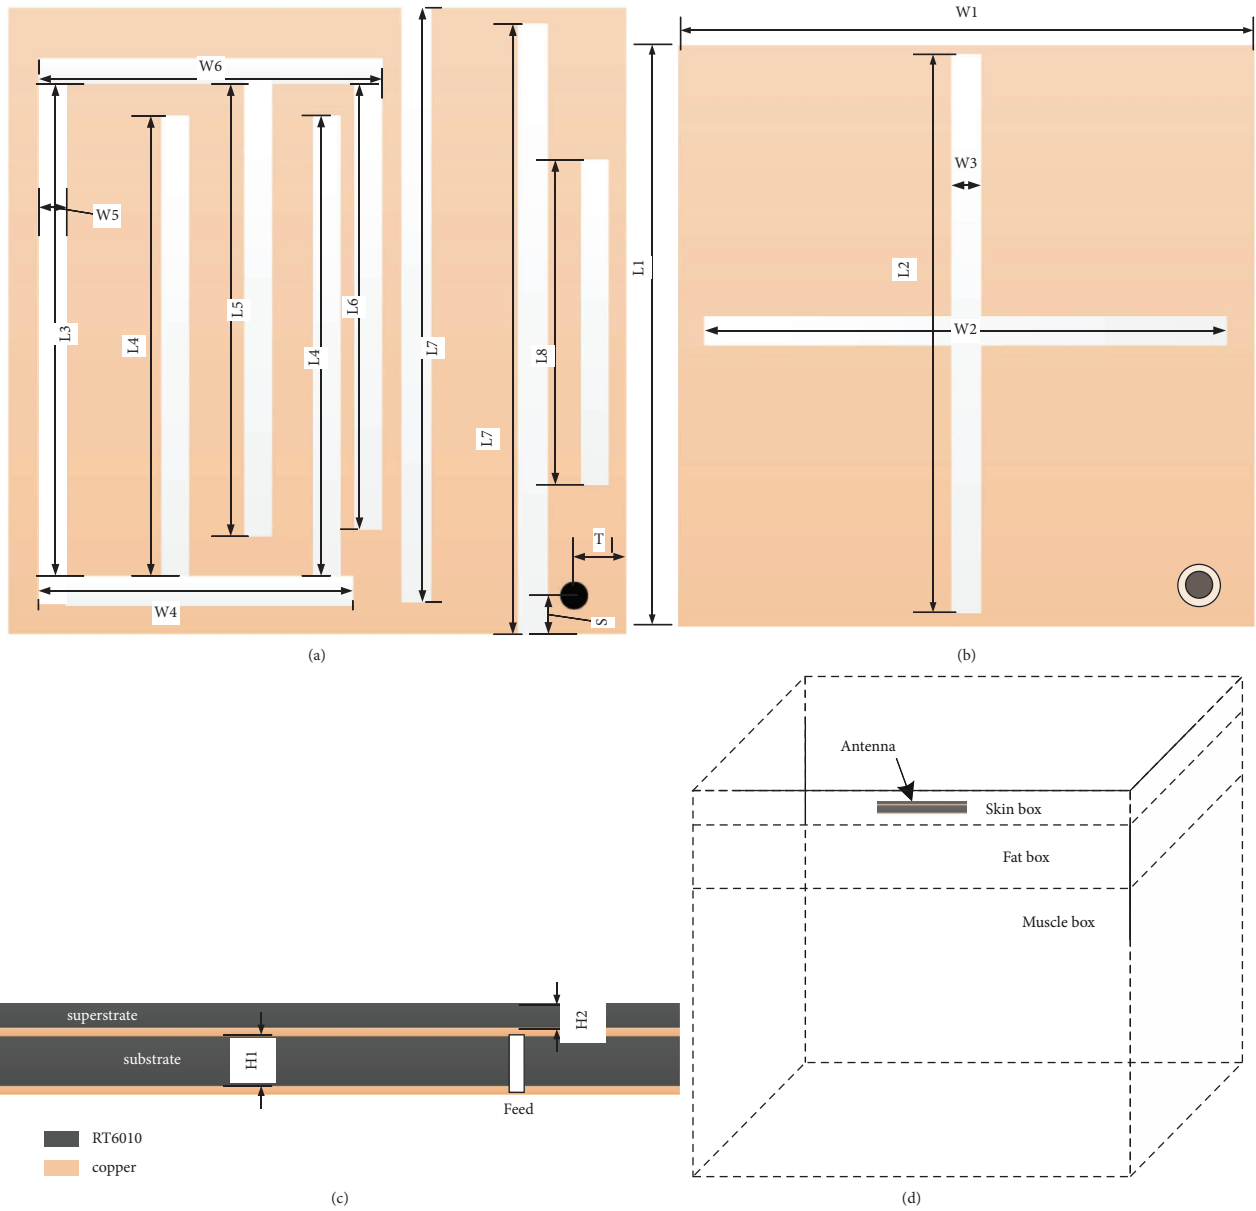 W6
W5
L3
L4
L5
L4
L6
L7
L7
L8
T
S
W4
(a)
W1
L1
W3
L2
W2
(b)
superstrate
substrate
H1
H2
Feed
RT6010
copper
(c)
Antenna
Skin box
Fat box
Muscle box
(d)